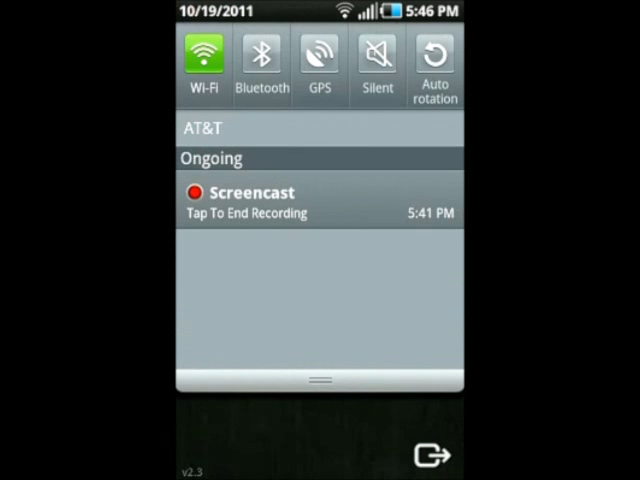 10/19/2011 5:46 PM
Wi-Fi Bluetooth GPS Silent Auto rotation
AT&T
Ongoing
Screencast
Tap To End Recording 5:41 PM
v2.3